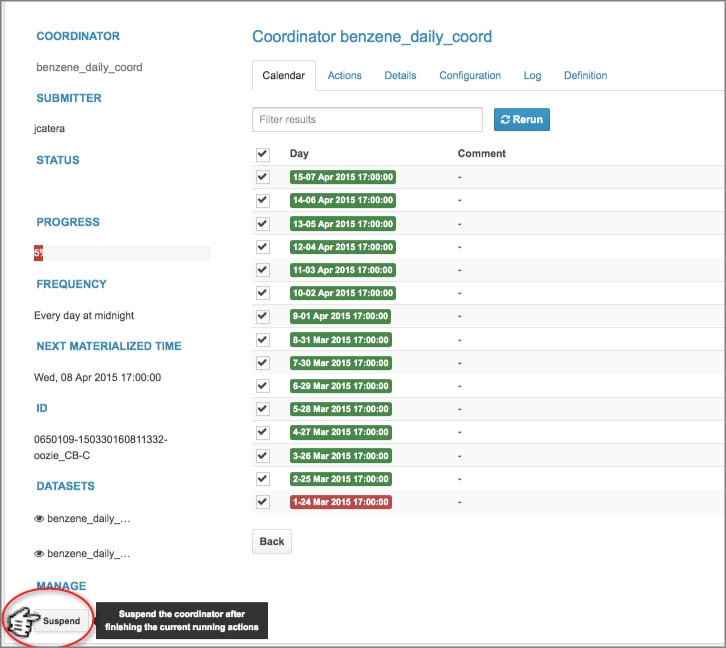 COORDINATOR
benzene_daily_coord
SUBMITTER
jcatera
STATUS
PROGRESS
5%
FREQUENCY
Every day at midnight
NEXT MATERIALIZED TIME
Wed, 08 Apr 2015 17:00:00
ID
0650109-150330160811332-
oozie_CB-C
DATASETS
benzene_daily_...
benzene_daily_...
MANAGE
Suspend
Suspend the coordinator after
finishing the current running actions
Coordinator benzene_daily_coord
Calendar Actions Details Configuration Log Definition
Filter results Rerun
Day Comment
15-07 Apr 2015 17:00:00 -
14-06 Apr 2015 17:00:00 -
13-05 Apr 2015 17:00:00 -
12-04 Apr 2015 17:00:00 -
11-03 Apr 2015 17:00:00 -
10-02 Apr 2015 17:00:00 -
9-01 Apr 2015 17:00:00 -
8-31 Mar 2015 17:00:00 -
7-30 Mar 2015 17:00:00 -
6-29 Mar 2015 17:00:00 -
5-28 Mar 2015 17:00:00 -
4-27 Mar 2015 17:00:00 -
3-26 Mar 2015 17:00:00 -
2-25 Mar 2015 17:00:00 -
1-24 Mar 2015 17:00:00 -
Back